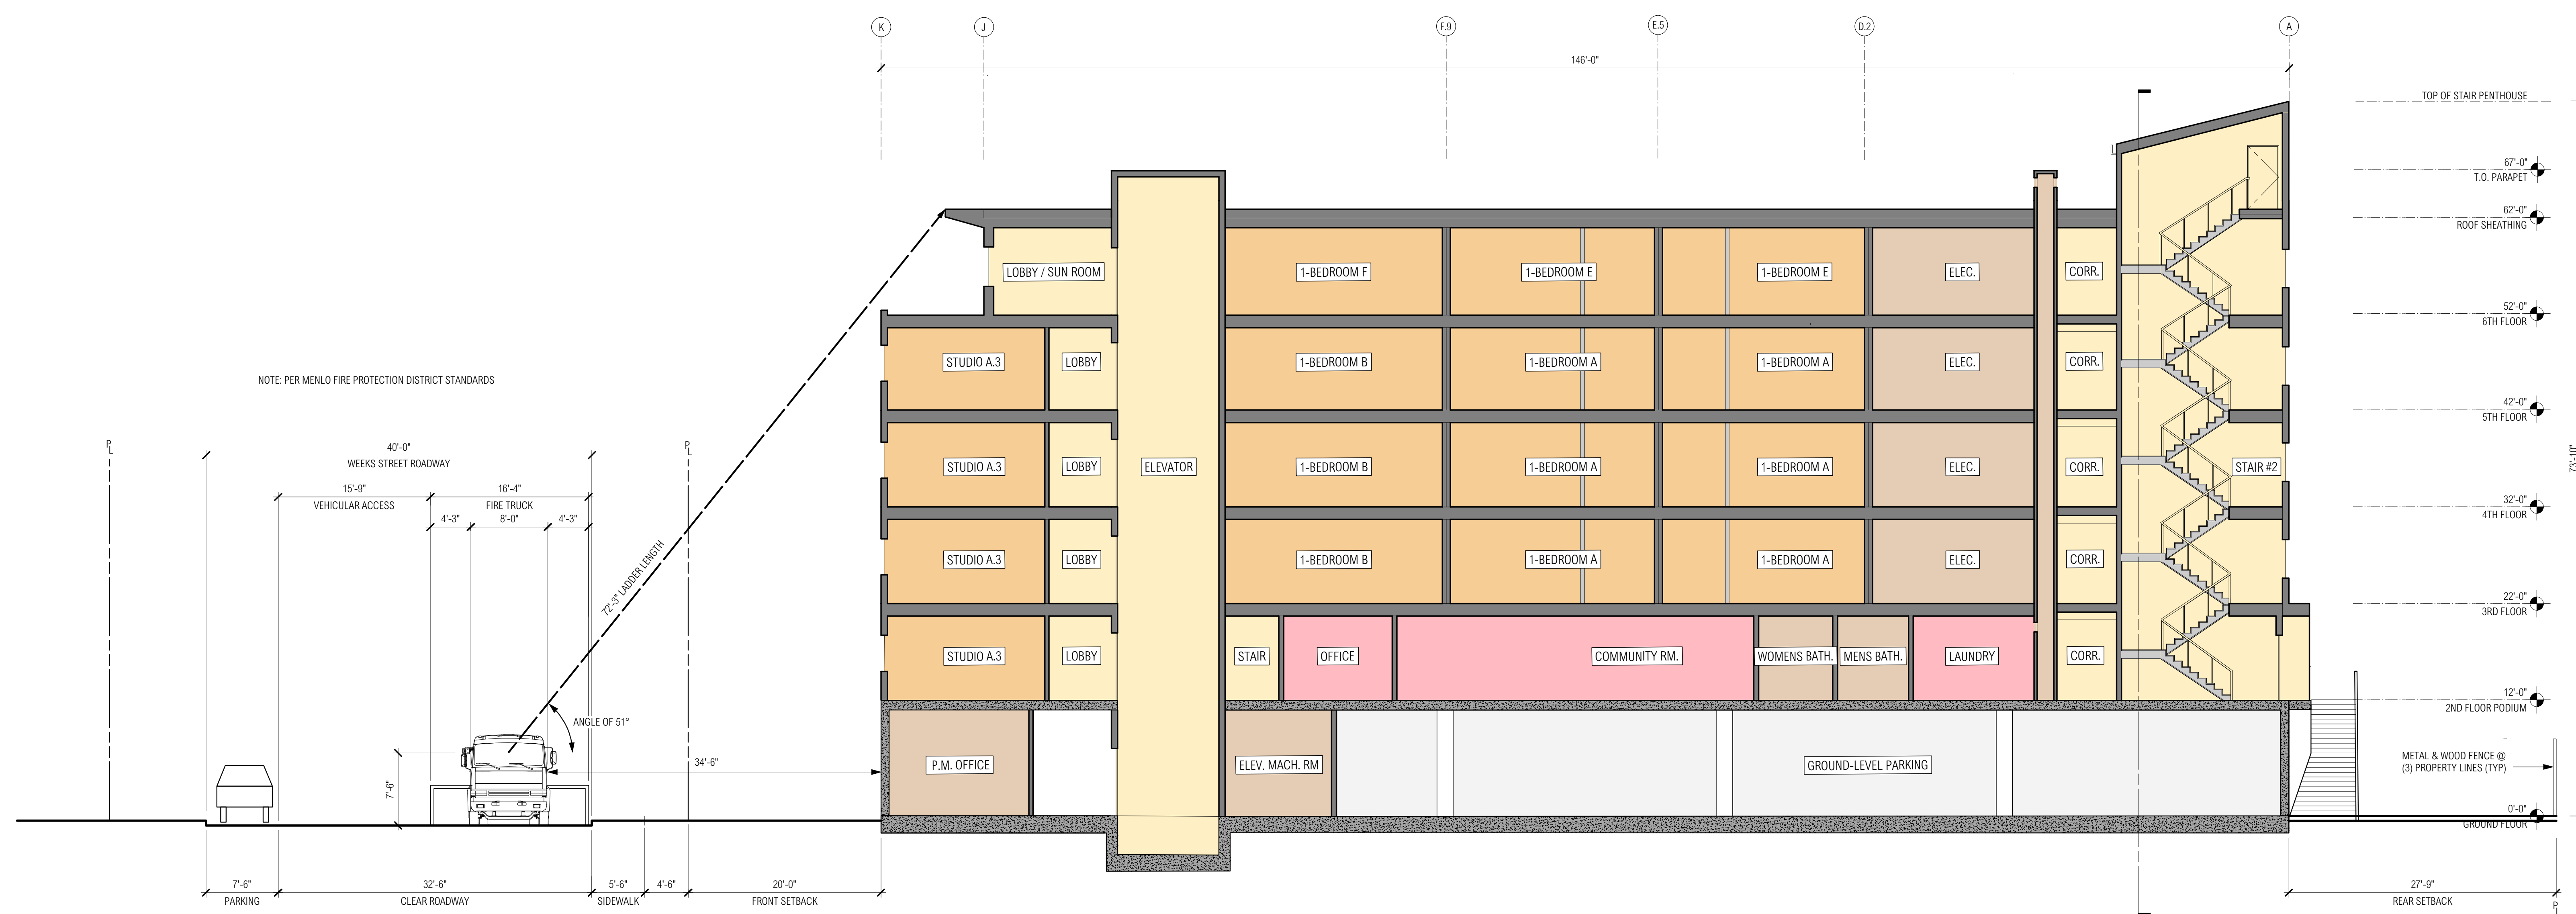 K
J
F.9
E.5
D.2
A
146'-0"
TOP OF STAIR PENTHOUSE
67'-0"
T.O. PARAPET
62'-0"
ROOF SHEATHING
LOBBY / SUN ROOM
1-BEDROOM F
1-BEDROOM E
1-BEDROOM E
ELEC.
CORR.
52'-0"
6TH FLOOR
STUDIO A.3
LOBBY
1-BEDROOM B
1-BEDROOM A
1-BEDROOM A
ELEC.
CORR.
NOTE: PER MENLO FIRE PROTECTION DISTRICT STANDARDS
42'-0"
5TH FLOOR
PL
PL
40'-0"
WEEKS STREET ROADWAY
73'-10"
STUDIO A.3
LOBBY
ELEVATOR
1-BEDROOM B
1-BEDROOM A
1-BEDROOM A
ELEC.
CORR.
STAIR #2
15'-9"
VEHICULAR ACCESS
16'-4"
FIRE TRUCK
4'-3"
8'-0"
4'-3"
32'-0"
4TH FLOOR
STUDIO A.3
LOBBY
1-BEDROOM B
1-BEDROOM A
1-BEDROOM A
ELEC.
CORR.
72'-3" LADDER LENGTH
22'-0"
3RD FLOOR
STUDIO A.3
LOBBY
STAIR
OFFICE
COMMUNITY RM.
WOMENS BATH.
MENS BATH.
LAUNDRY
CORR.
12'-0"
2ND FLOOR PODIUM
ANGLE OF 51°
34'-6"
7'-6"
P.M. OFFICE
ELEV. MACH. RM
GROUND-LEVEL PARKING
METAL & WOOD FENCE @
(3) PROPERTY LINES (TYP)
0'-0"
GROUND FLOOR
7'-6"
PARKING
32'-6"
CLEAR ROADWAY
5'-6"
SIDEWALK
4'-6"
20'-0"
FRONT SETBACK
27'-9"
REAR SETBACK
PL